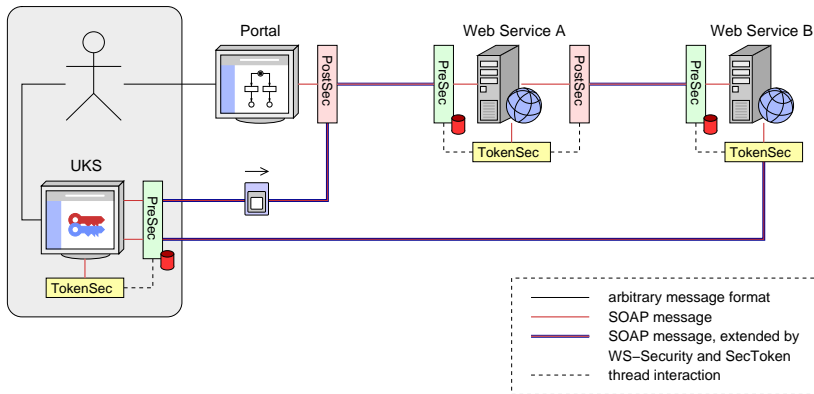 Portal
Web Service A
Web Service B
PostSec
PreSec
PostSec
PreSec
TokenSec
TokenSec
UKS
PreSec
TokenSec
arbitrary message format
SOAP message
SOAP message, extended by
WS−Security and SecToken
thread interaction